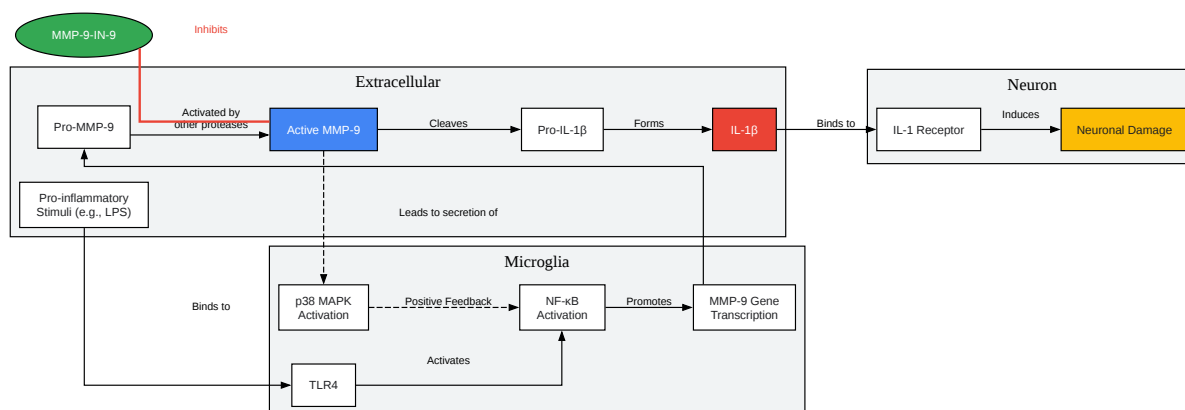 MMP-9-IN-9
Inhibits
Extracellular
Neuron
Pro-MMP-9
Activated by
other proteases
Active MMP-9
Cleaves
Pro-IL-1β
Forms
IL-1β
Binds to
IL-1 Receptor
Induces
Neuronal Damage
Pro-inflammatory
Stimuli (e.g., LPS)
Leads to secretion of
Microglia
Binds to
p38 MAPK
Activation
Positive Feedback
NF-κB
Activation
Promotes
MMP-9 Gene
Transcription
Activates
TLR4